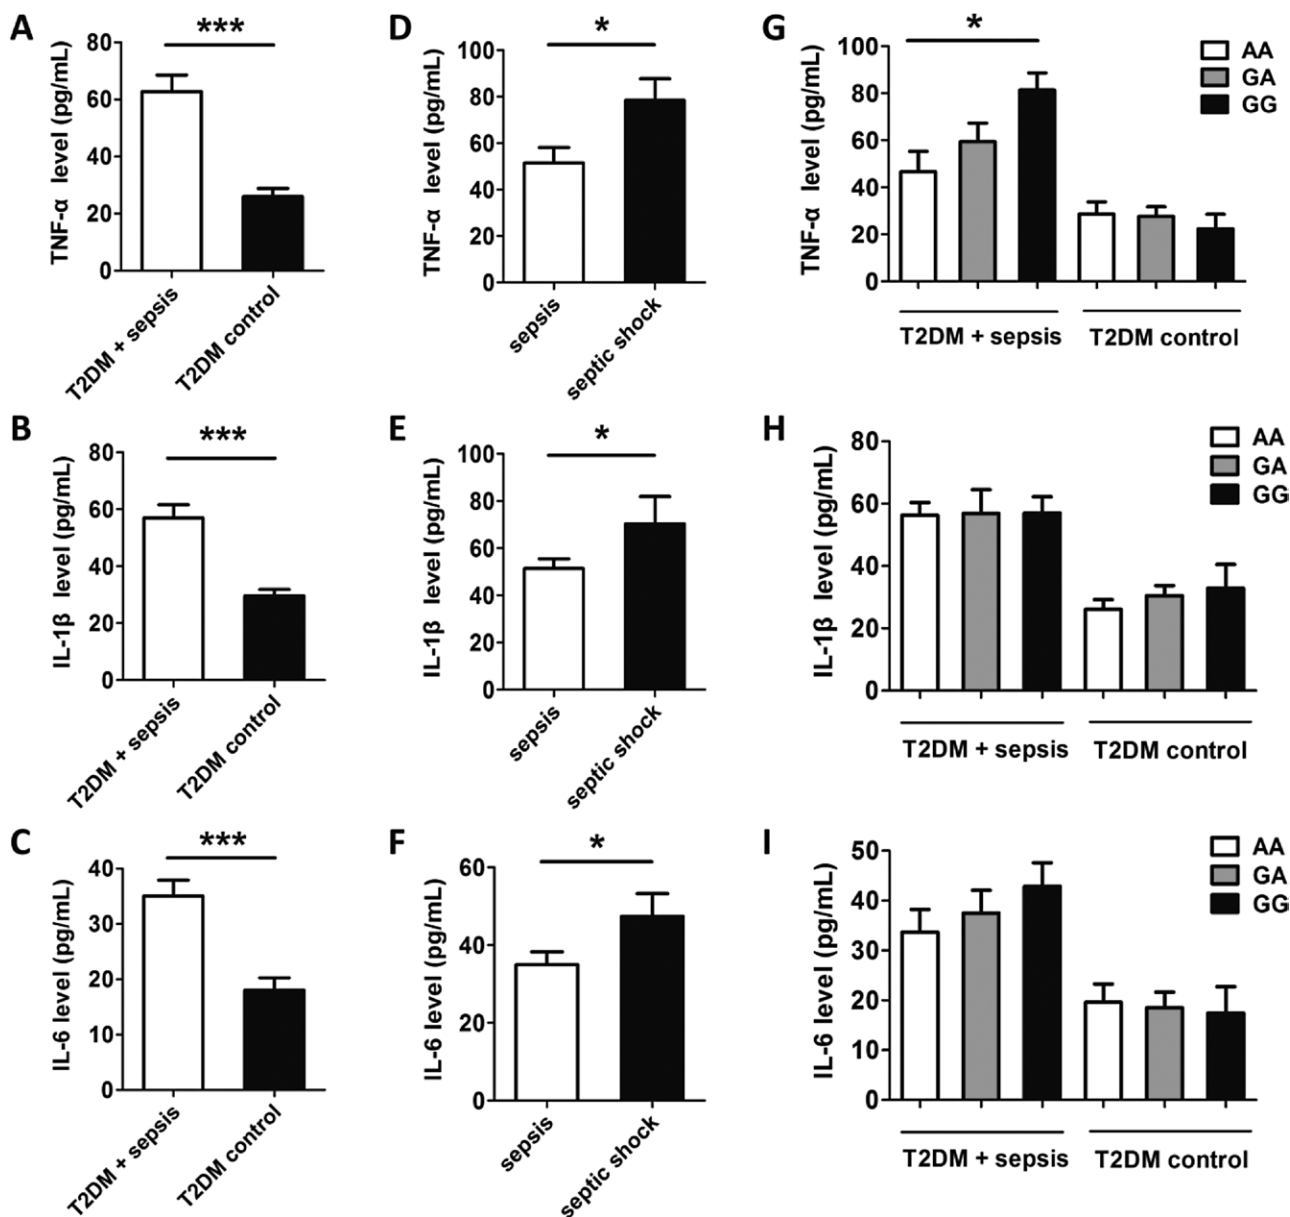 A
***
TNF-α level (pg/mL)
80
60
40
20
0
T2DM + sepsis
T2DM control
D
*
TNF-α level (pg/mL)
100
80
60
40
20
0
sepsis
septic shock
G
*
TNF-α level (pg/mL)
100
80
60
40
20
0
AA
GA
GG
T2DM + sepsis
T2DM control
B
***
IL-1β level (pg/mL)
80
60
40
20
0
T2DM + sepsis
T2DM control
E
*
IL-1β level (pg/mL)
100
80
60
40
20
0
sepsis
septic shock
H
IL-1β level (pg/mL)
80
60
40
20
0
AA
GA
GG
T2DM + sepsis
T2DM control
C
***
IL-6 level (pg/mL)
40
30
20
10
0
T2DM + sepsis
T2DM control
F
*
IL-6 level (pg/mL)
60
40
20
0
sepsis
septic shock
I
IL-6 level (pg/mL)
50
40
30
20
10
0
AA
GA
GG
T2DM + sepsis
T2DM control